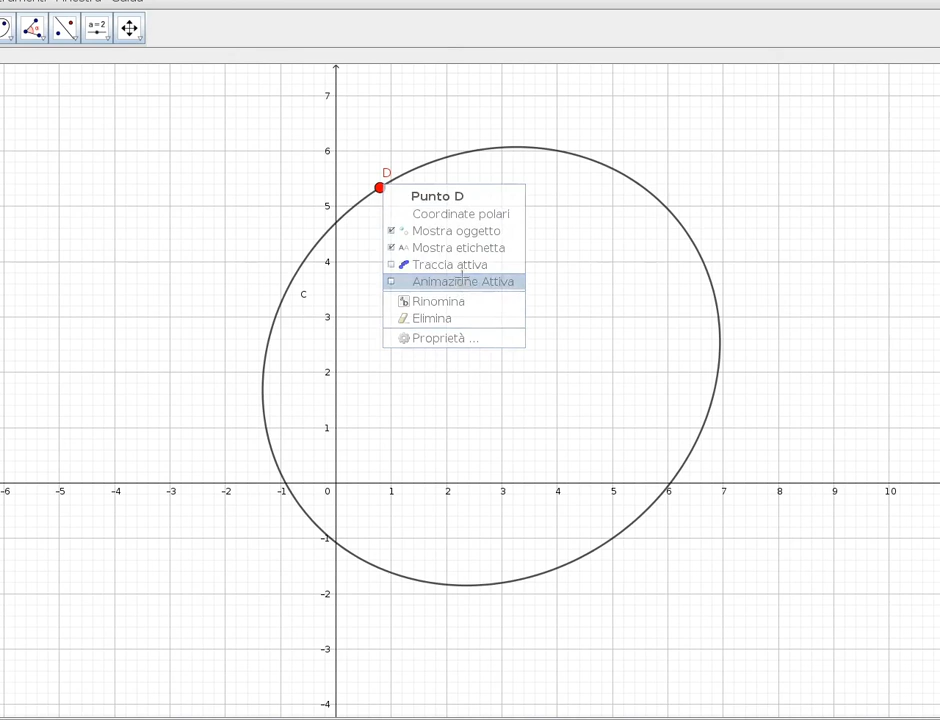 a=2
7
6
D
Punto D
5
Coordinate polari
Mostra oggetto
Mostra etichetta
4
Traccia attiva
Animazione Attiva
c
Rinomina
3
Elimina
Proprietà ...
2
1
-6 -5 -4 -3 -2 -1 0 1 2 3 4 5 6 7 8 9 10
-1
-2
-3
-4